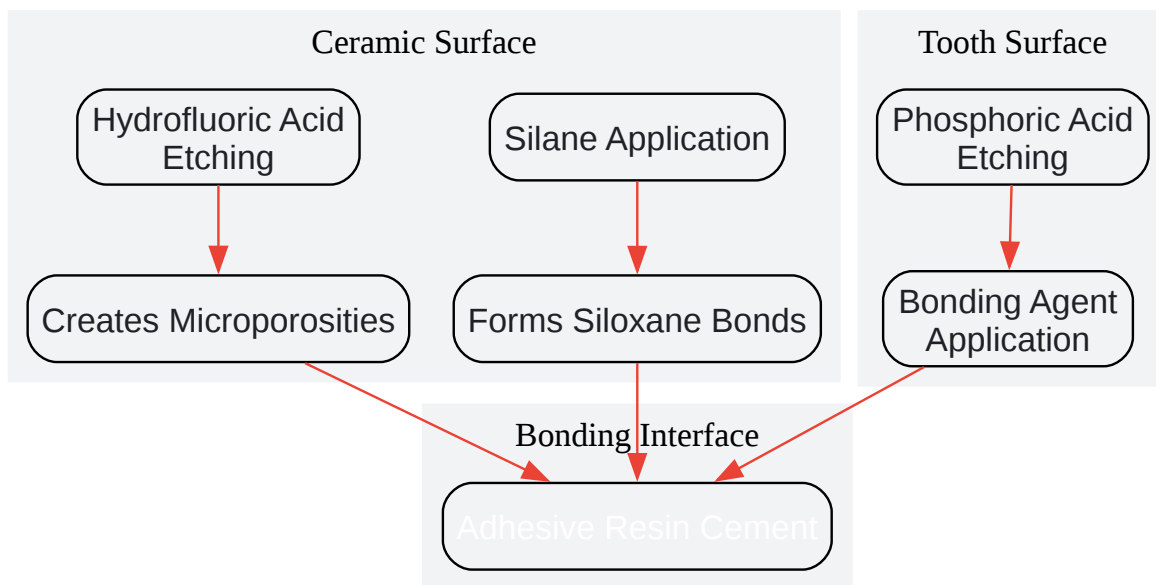 Ceramic Surface
Tooth Surface
Hydrofluoric Acid
Etching
Silane Application
Phosphoric Acid
Etching
Creates Microporosities
Forms Siloxane Bonds
Bonding Agent
Application
Bonding Interface
Adhesive Resin Cement